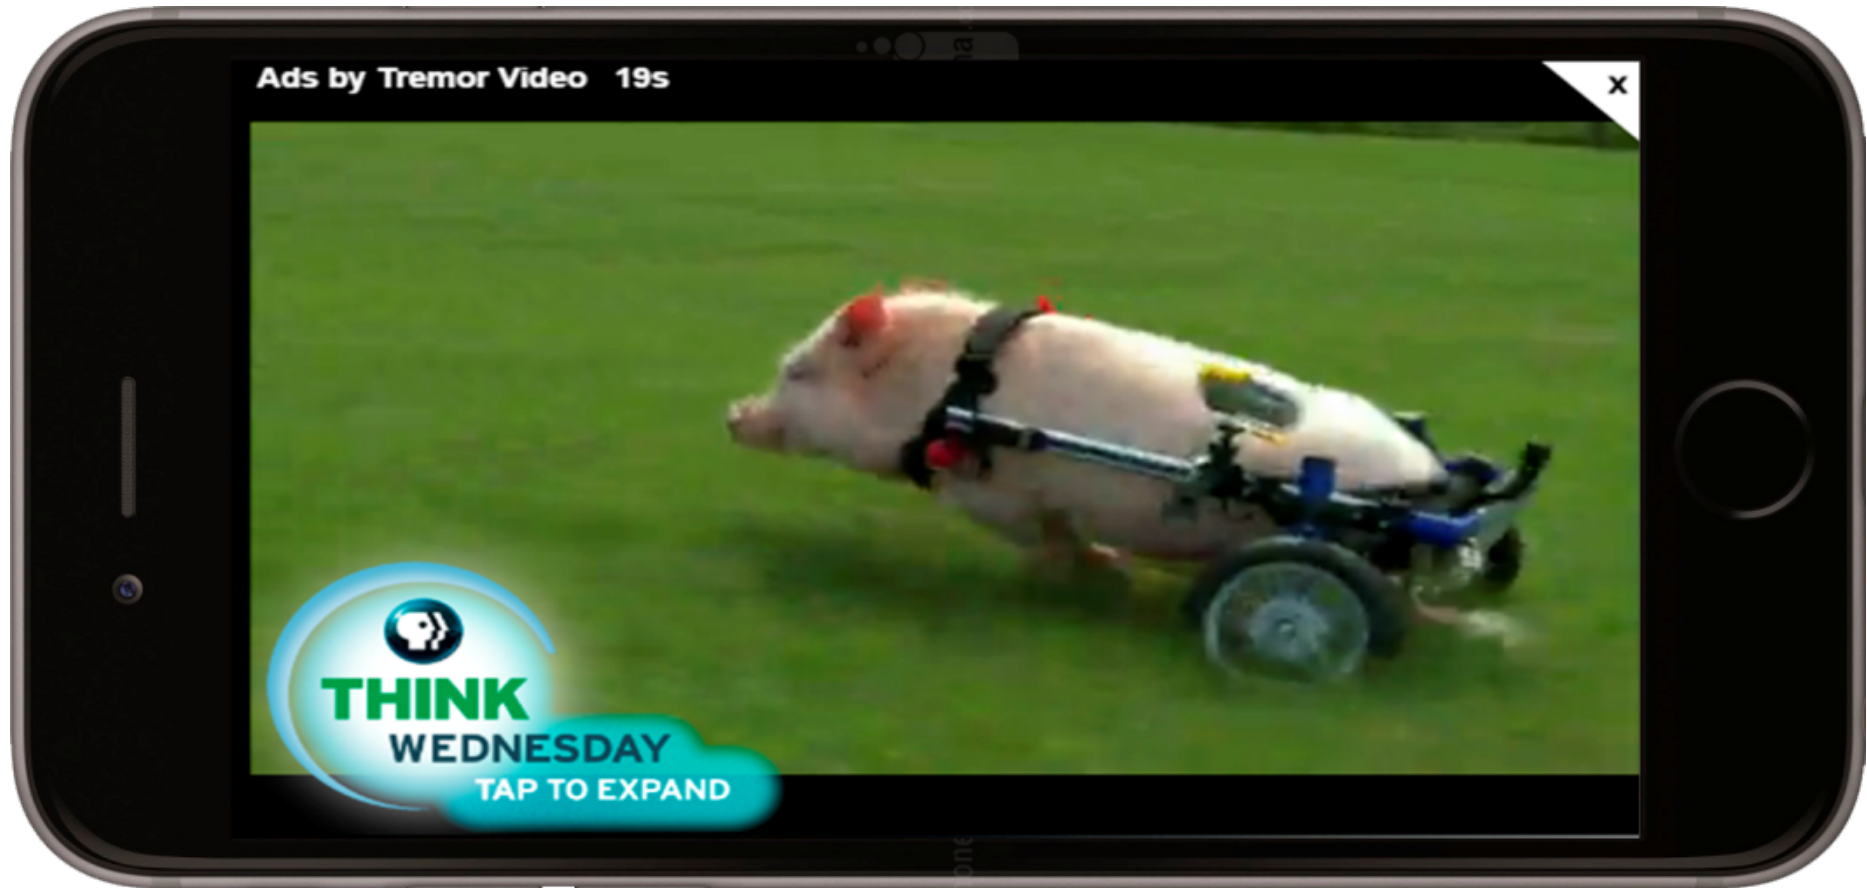 Ads by Tremor Video 19s
x
THINK
WEDNESDAY
TAP TO EXPAND